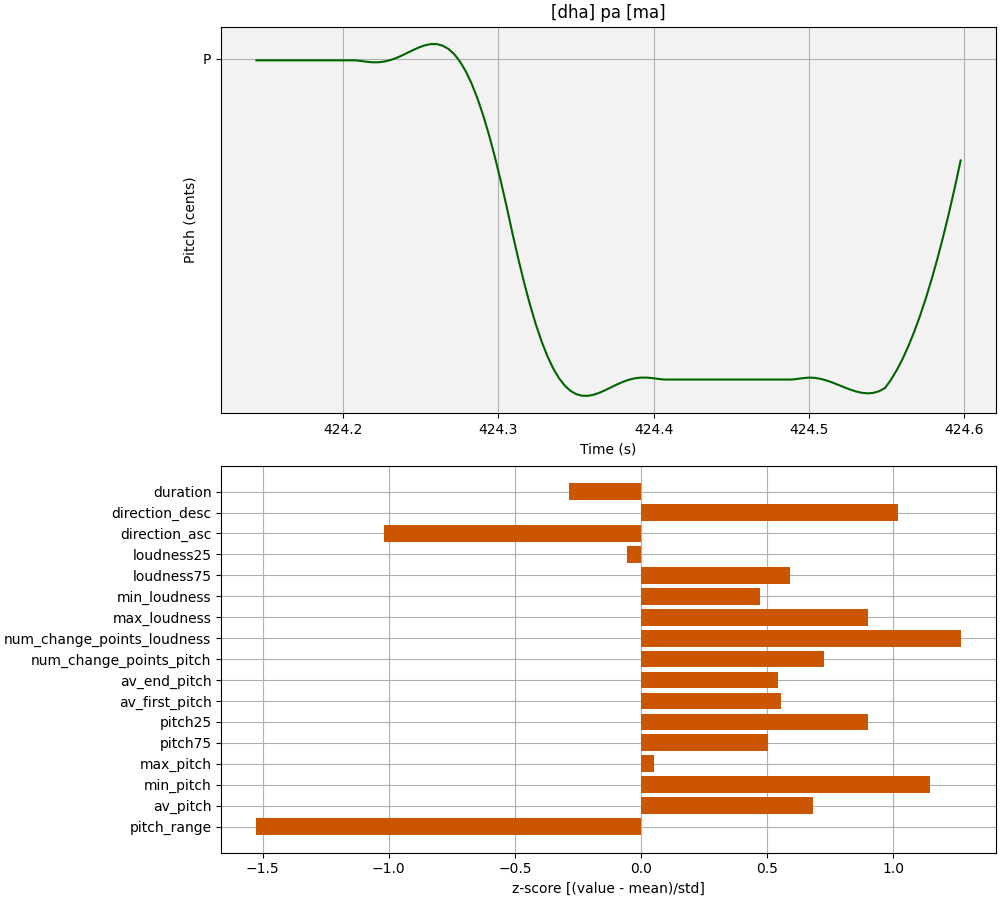 [dha] pa [ma]
P
Pitch (cents)
424.2 424.3 424.4 424.5 424.6
Time (s)
duration
direction_desc
direction_asc
loudness25
loudness75
min_loudness
max_loudness
num_change_points_loudness
num_change_points_pitch
av_end_pitch
av_first_pitch
pitch25
pitch75
max_pitch
min_pitch
av_pitch
pitch_range
−1.5 −1.0 −0.5 0.0 0.5 1.0
z-score [(value - mean)/std]